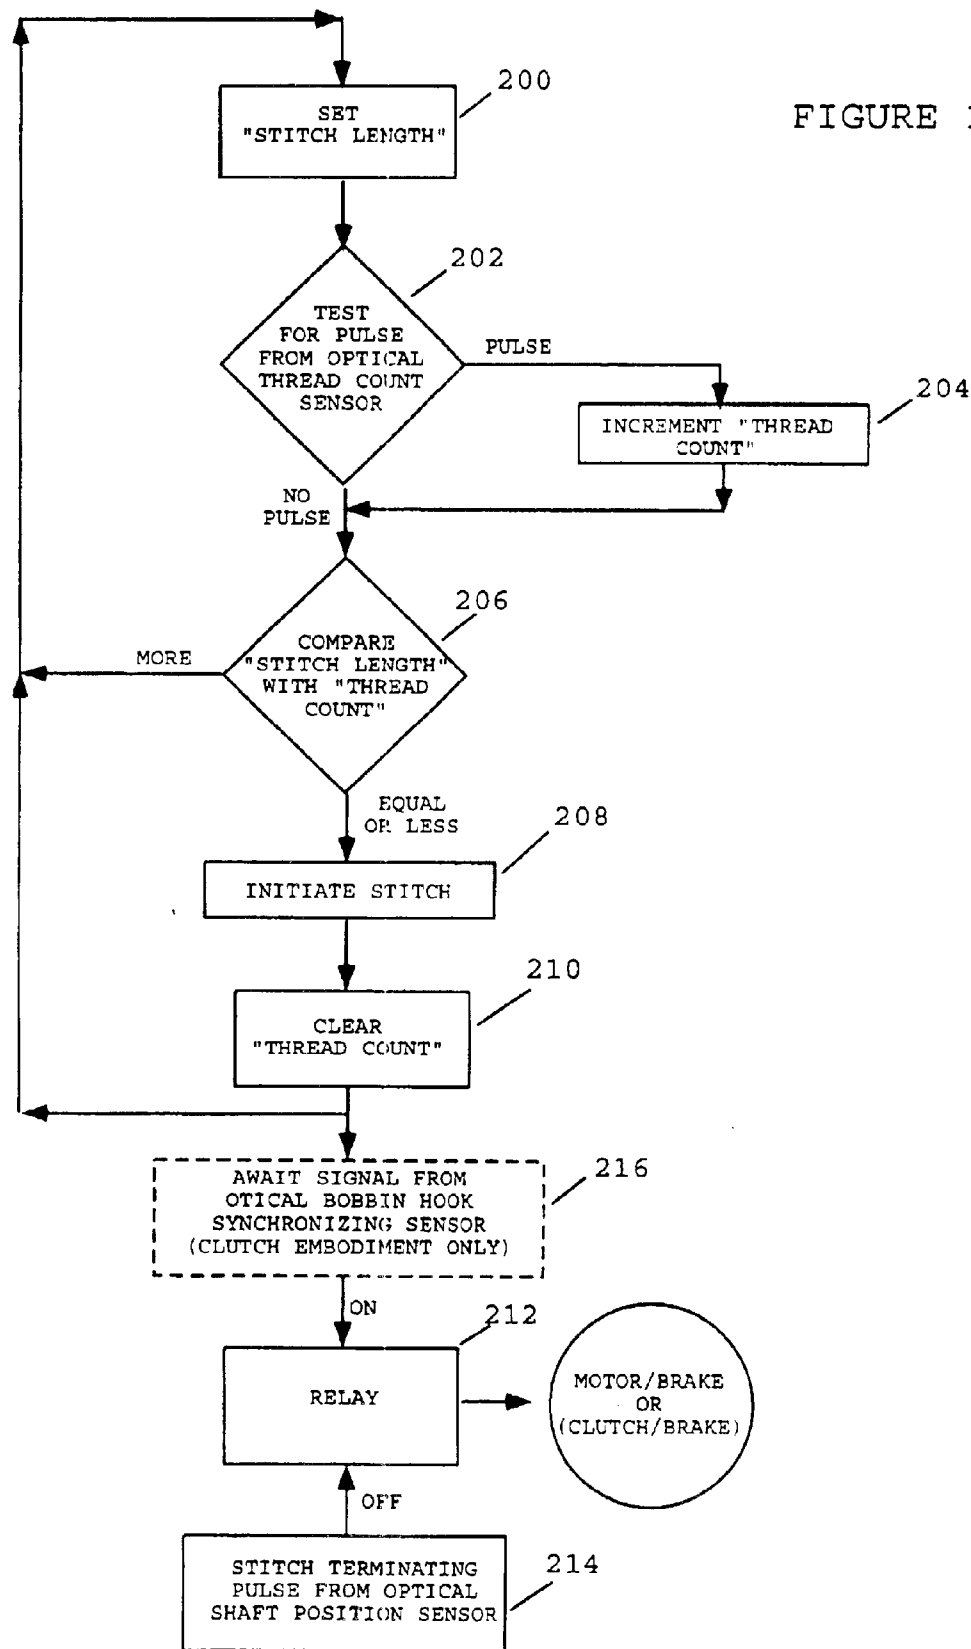 200
FIGURE
SET
"STITCH LENGTH"
202
TEST
FOR PULSE
FROM OPTICAL
THREAD COUNT
SENSOR
PULSE
204
INCREMENT "THREAD
COUNT"
NO
PULSE
206
COMPARE
"STITCH LENGTH"
WITH "THREAD
COUNT"
MORE
EQUAL
OR LESS
208
INITIATE STITCH
210
CLEAR
"THREAD COUNT"
216
AWAIT SIGNAL FROM
OTICAL BOBBIN HOOK
SYNCHRONIZING SENSOR
(CLUTCH EMBODIMENT ONLY)
ON
212
RELAY
MOTOR/BRAKE
OR
(CLUTCH/BRAKE)
OFF
214
STITCH TERMINATING
PULSE FROM OPTICAL
SHAFT POSITION SENSOR